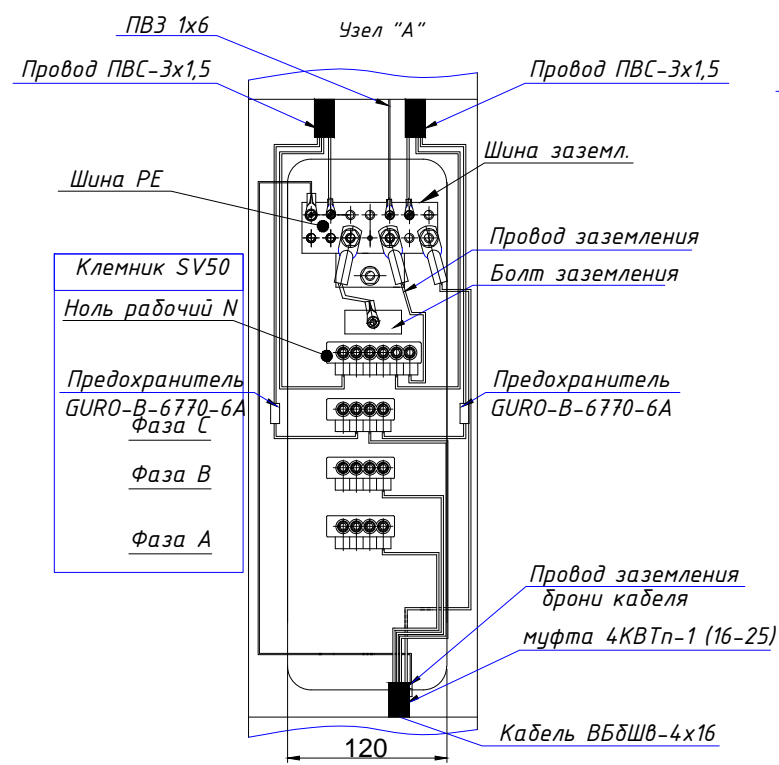 ПВ3 1х6
Узел "А"
Провод ПВС-3х1,5
Провод ПВС-3х1,5
Шина заземл.
Шина PE
Провод заземления
Клемник SV50
Болт заземления
Ноль рабочий N
Предохранитель
GURO-B-6770-6A
Предохранитель
GURO-B-6770-6A
Фаза С
Фаза В
Фаза А
Провод заземления
брони кабеля
муфта 4КВТп-1 (16-25)
Кабель ВБбШв-4х16
120